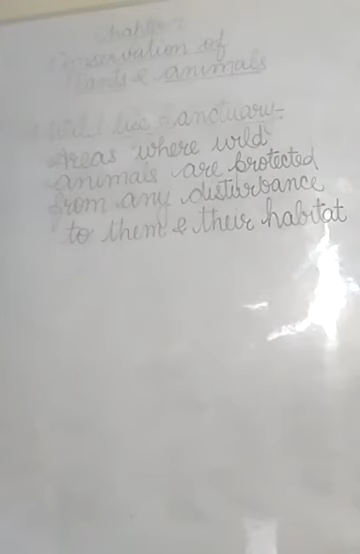 Chapter
Conservation of
Plants & animals
Wild life Sanctuary-
Areas where wild
animals are protected
from any disturbance
to them & their habitat